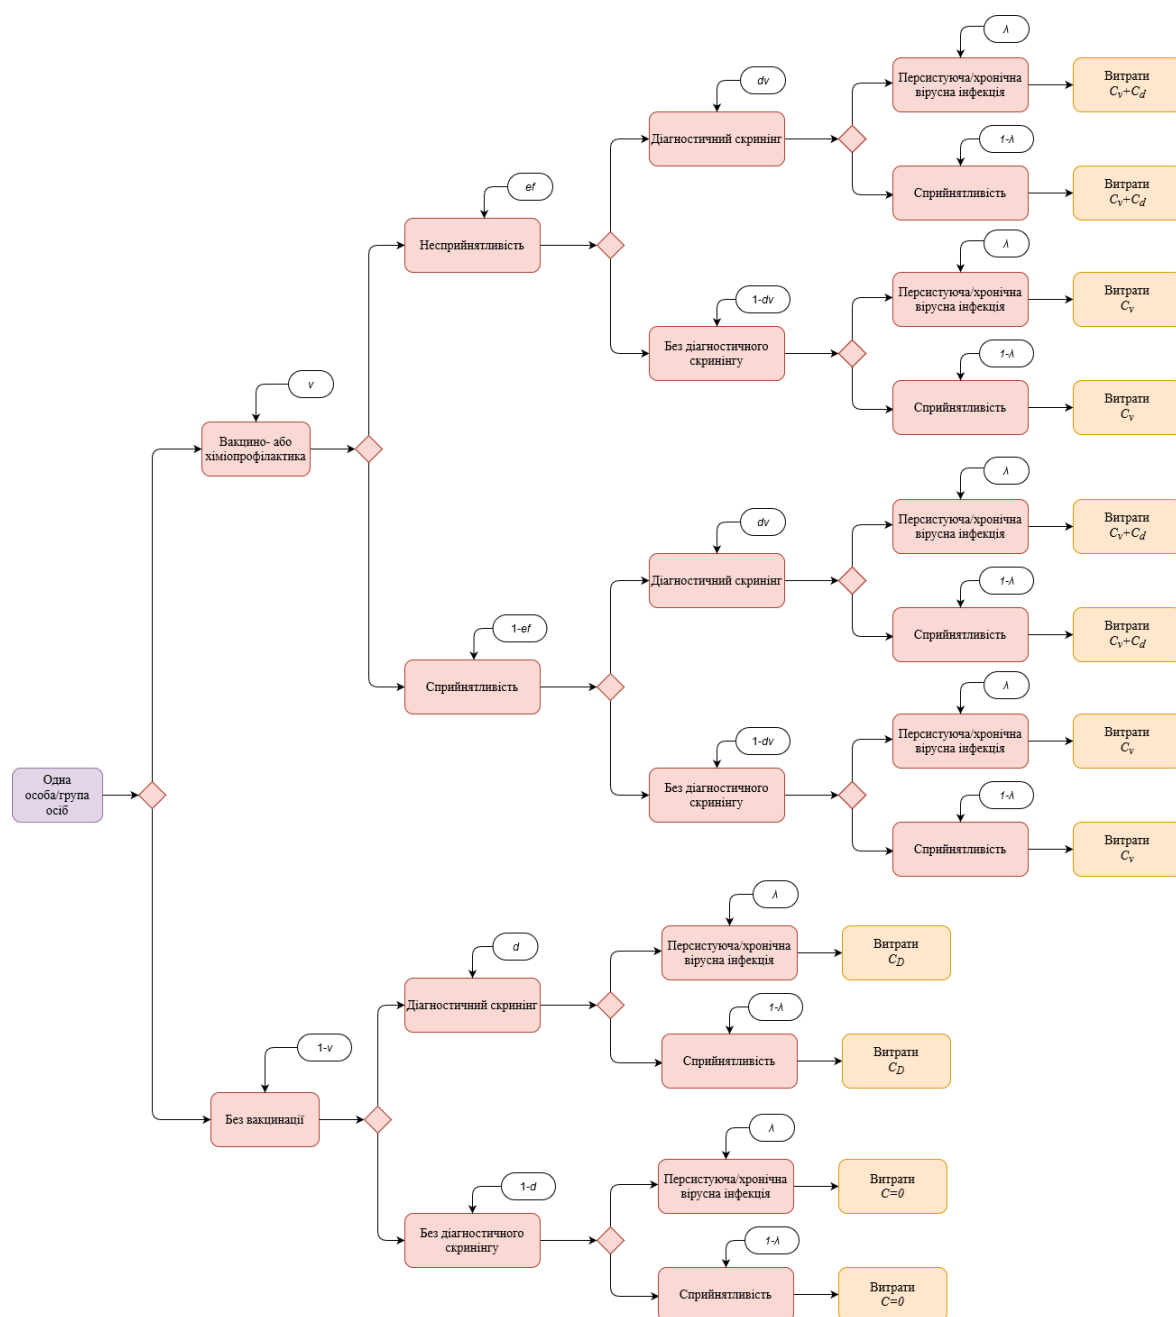 λ
Персистуюча/хронічна
вірусна інфекція
Витрати
Cv+Cd
dv
Діагностичний скринінг
1-λ
Сприйнятливість
Витрати
Cv+Cd
ef
Несприйнятливість
λ
Персистуюча/хронічна
вірусна інфекція
Витрати
Cv
1-dv
Без діагностичного
скринінгу
1-λ
Сприйнятливість
Витрати
Cv
v
Вакцино- або
хіміопрофілактика
λ
Персистуюча/хронічна
вірусна інфекція
Витрати
Cv+Cd
dv
Діагностичний скринінг
1-λ
Сприйнятливість
Витрати
Cv+Cd
1-ef
Сприйнятливість
λ
Персистуюча/хронічна
вірусна інфекція
Витрати
Cv
1-dv
Без діагностичного
скринінгу
1-λ
Сприйнятливість
Витрати
Cv
Одна
особа/група
осіб
λ
Персистуюча/хронічна
вірусна інфекція
Витрати
CD
d
Діагностичний скринінг
1-λ
Сприйнятливість
Витрати
CD
1-v
Без вакцинації
λ
Персистуюча/хронічна
вірусна інфекція
Витрати
C=0
1-d
Без діагностичного
скринінгу
1-λ
Сприйнятливість
Витрати
C=0